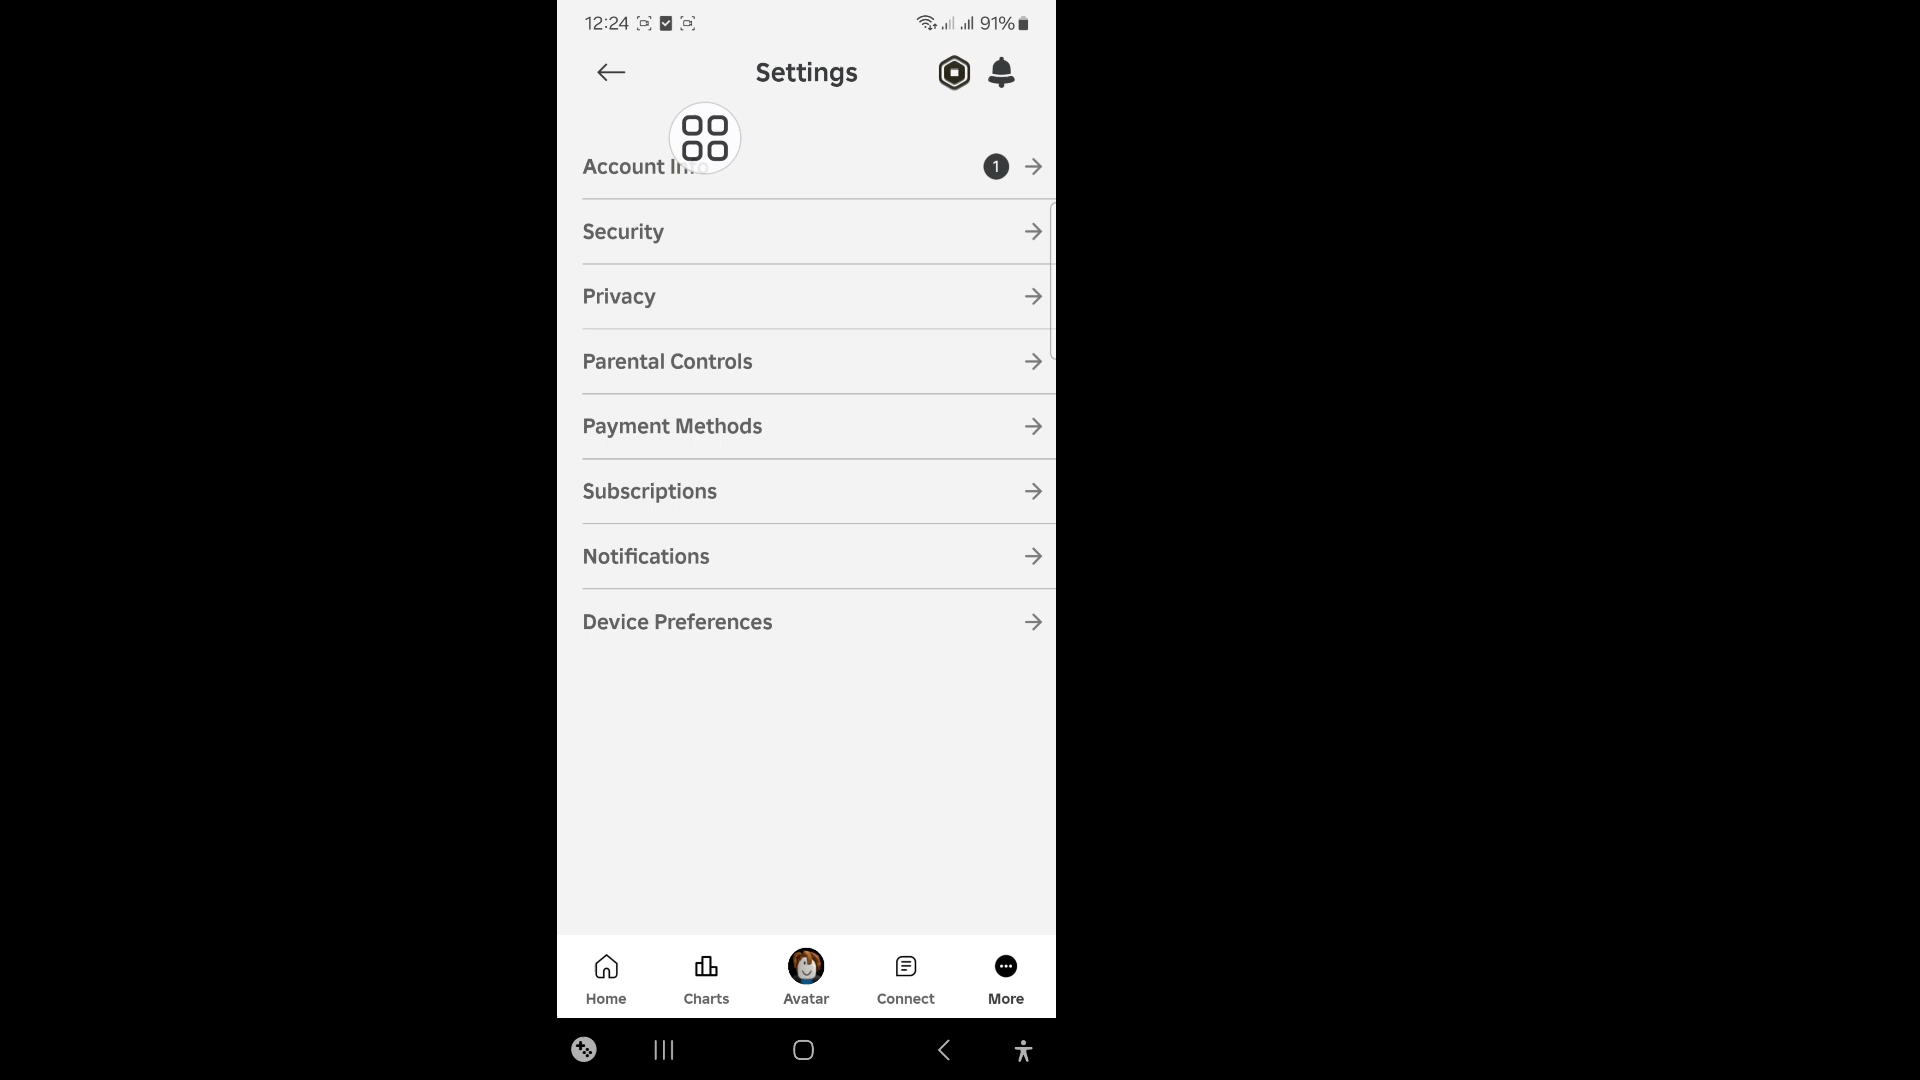 12:24 91%
Settings
Account Info 1
Security
Privacy
Parental Controls
Payment Methods
Subscriptions
Notifications
Device Preferences
Home Charts Avatar Connect More